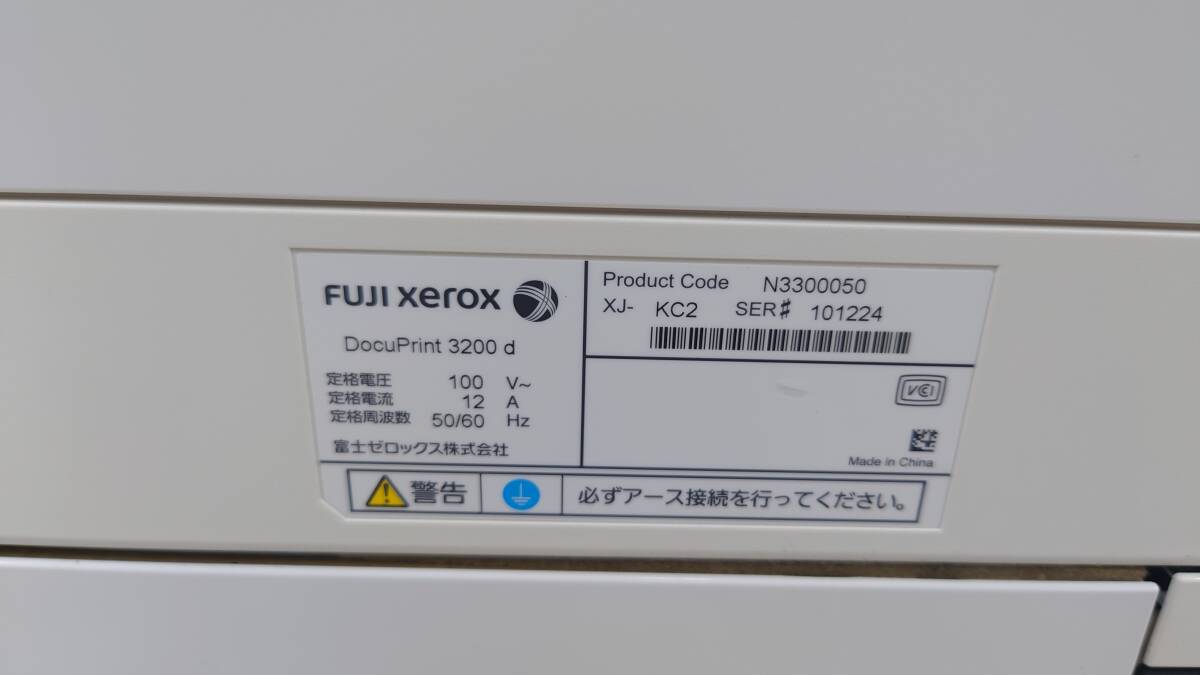 FUJI xerox
DocuPrint 3200 d
定格電圧 100 V~
定格電流 12 A
定格周波数 50/60 Hz
富士ゼロックス株式会社
Product Code N3300050
XJ- KC2 SER# 101224
VCI
Made in China
警告
必ずアース接続を行ってください。